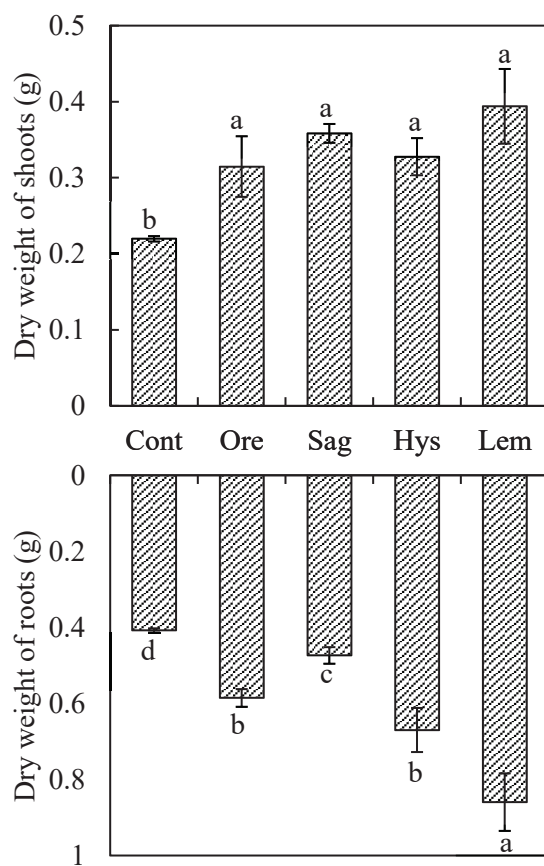 Dry weight of shoots (g)
0.5
0.4
0.3
0.2
0.1
0
b
a
a
a
a
Cont Ore Sag Hys Lem
Dry weight of roots (g)
0
0.2
0.4
0.6
0.8
1
d
b
c
b
a